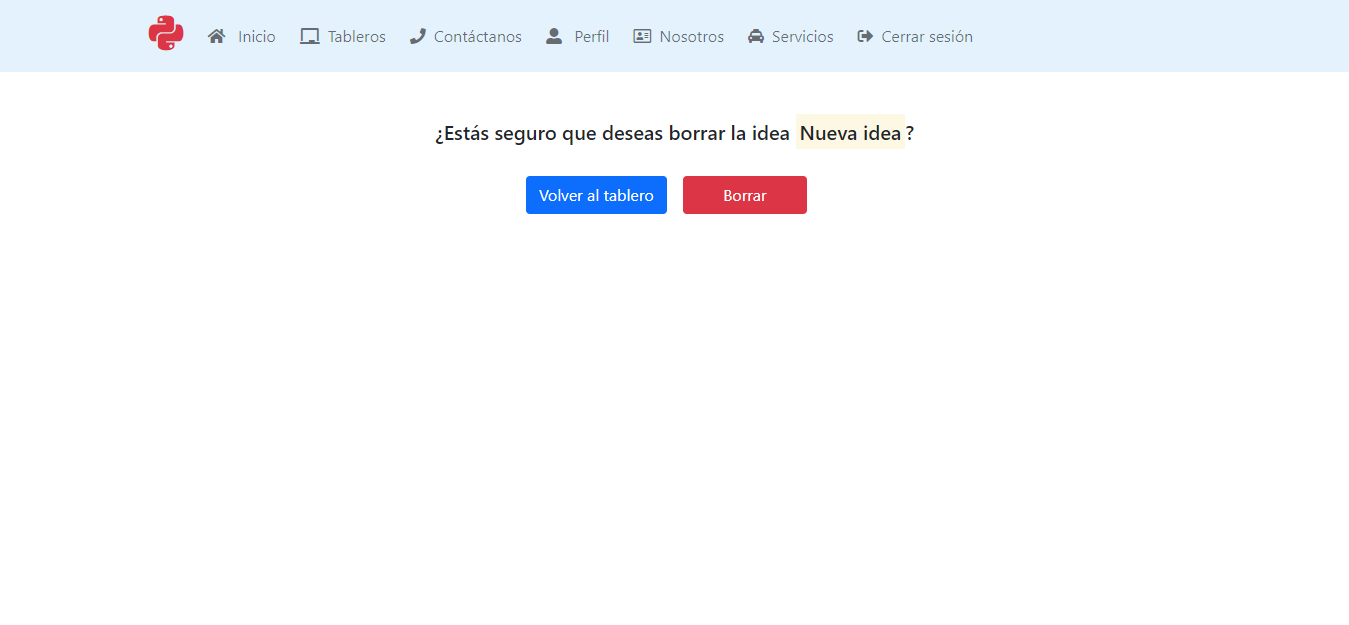 Inicio Tableros Contáctanos Perfil Nosotros Servicios Cerrar sesión
¿Estás seguro que deseas borrar la idea Nueva idea?
Volver al tablero Borrar